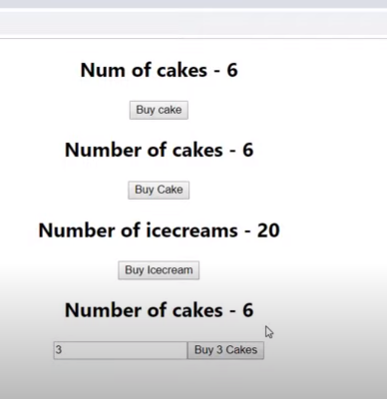 Num of cakes - 6
Buy cake
Number of cakes - 6
Buy Cake
Number of icecreams - 20
Buy Icecream
Number of cakes - 6
3 Buy 3 Cakes